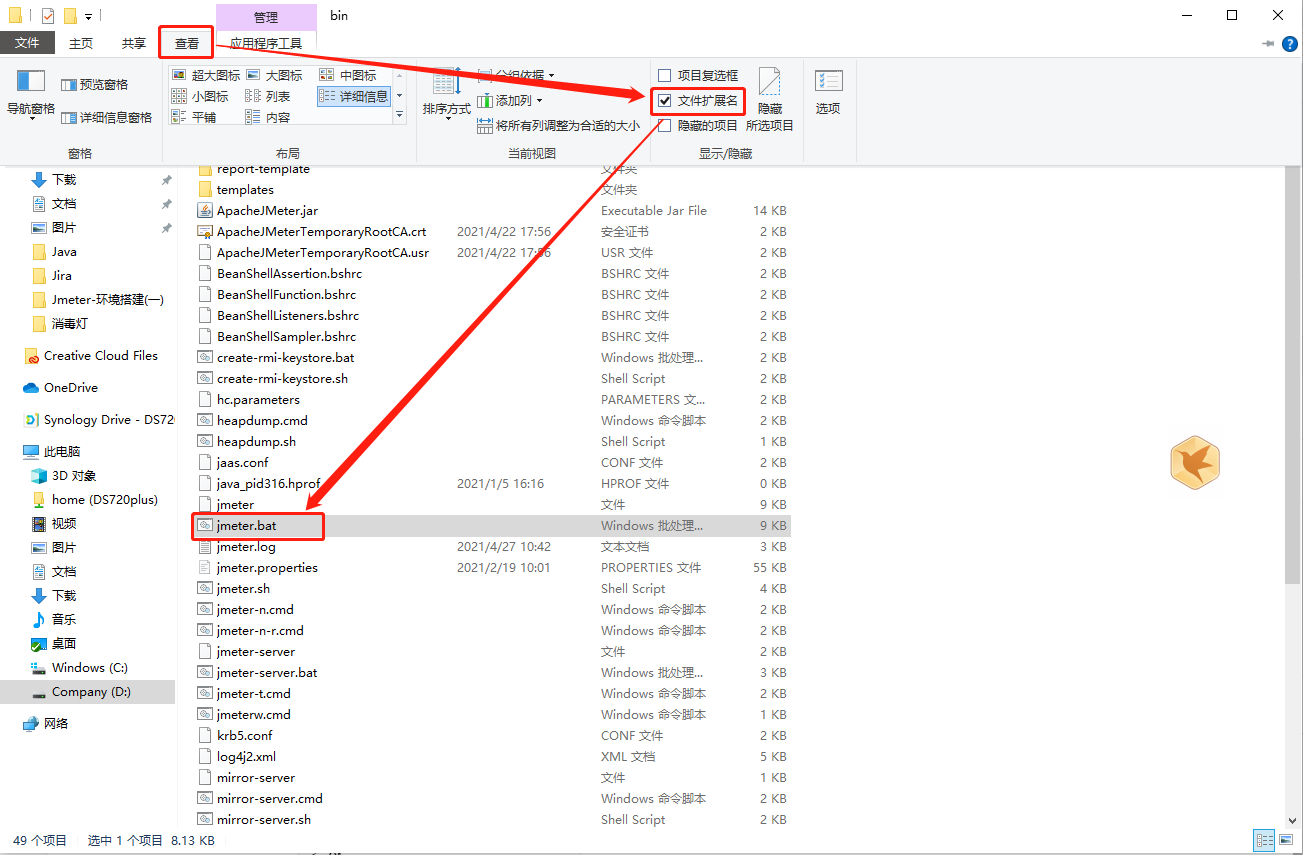 管理
bin
文件
主页
共享
查看
应用程序工具
导航窗格
预览窗格
详细信息窗格
窗格
超大图标
大图标
中图标
小图标
列表
详细信息
平铺
内容
布局
排序方式
分组依据
添加列
将所有列调整为合适的大小
当前视图
项目复选框
文件扩展名
隐藏的项目
隐藏
所选项目
显示/隐藏
选项
下载
文档
图片
Java
Jira
Jmeter-环境搭建(一)
消毒灯
Creative Cloud Files
OneDrive
Synology Drive - DS720
此电脑
3D 对象
home (DS720plus)
视频
图片
文档
下载
音乐
桌面
Windows (C:)
Company (D:)
网络
report-template 文件夹
templates 文件夹
ApacheJMeter.jar Executable Jar File 14 KB
ApacheJMeterTemporaryRootCA.crt 2021/4/22 17:56 安全证书 2 KB
ApacheJMeterTemporaryRootCA.usr 2021/4/22 17:56 USR 文件 2 KB
BeanShellAssertion.bshrc BSHRC 文件 2 KB
BeanShellFunction.bshrc BSHRC 文件 2 KB
BeanShellListeners.bshrc BSHRC 文件 2 KB
BeanShellSampler.bshrc BSHRC 文件 2 KB
create-rmi-keystore.bat Windows 批处理... 2 KB
create-rmi-keystore.sh Shell Script 2 KB
hc.parameters PARAMETERS 文... 2 KB
heapdump.cmd Windows 命令脚本 2 KB
heapdump.sh Shell Script 1 KB
jaas.conf CONF 文件 2 KB
java_pid316.hprof 2021/1/5 16:16 HPROF 文件 0 KB
jmeter 文件 9 KB
jmeter.bat Windows 批处理... 9 KB
jmeter.log 2021/4/27 10:42 文本文档 3 KB
jmeter.properties 2021/2/19 10:01 PROPERTIES 文件 55 KB
jmeter.sh Shell Script 4 KB
jmeter-n.cmd Windows 命令脚本 2 KB
jmeter-n-r.cmd Windows 命令脚本 2 KB
jmeter-server 文件 2 KB
jmeter-server.bat Windows 批处理... 3 KB
jmeter-t.cmd Windows 命令脚本 2 KB
jmeterw.cmd Windows 命令脚本 1 KB
krb5.conf CONF 文件 2 KB
log4j2.xml XML 文档 5 KB
mirror-server 文件 1 KB
mirror-server.cmd Windows 命令脚本 2 KB
mirror-server.sh Shell Script 2 KB
49 个项目 选中 1 个项目 8.13 KB